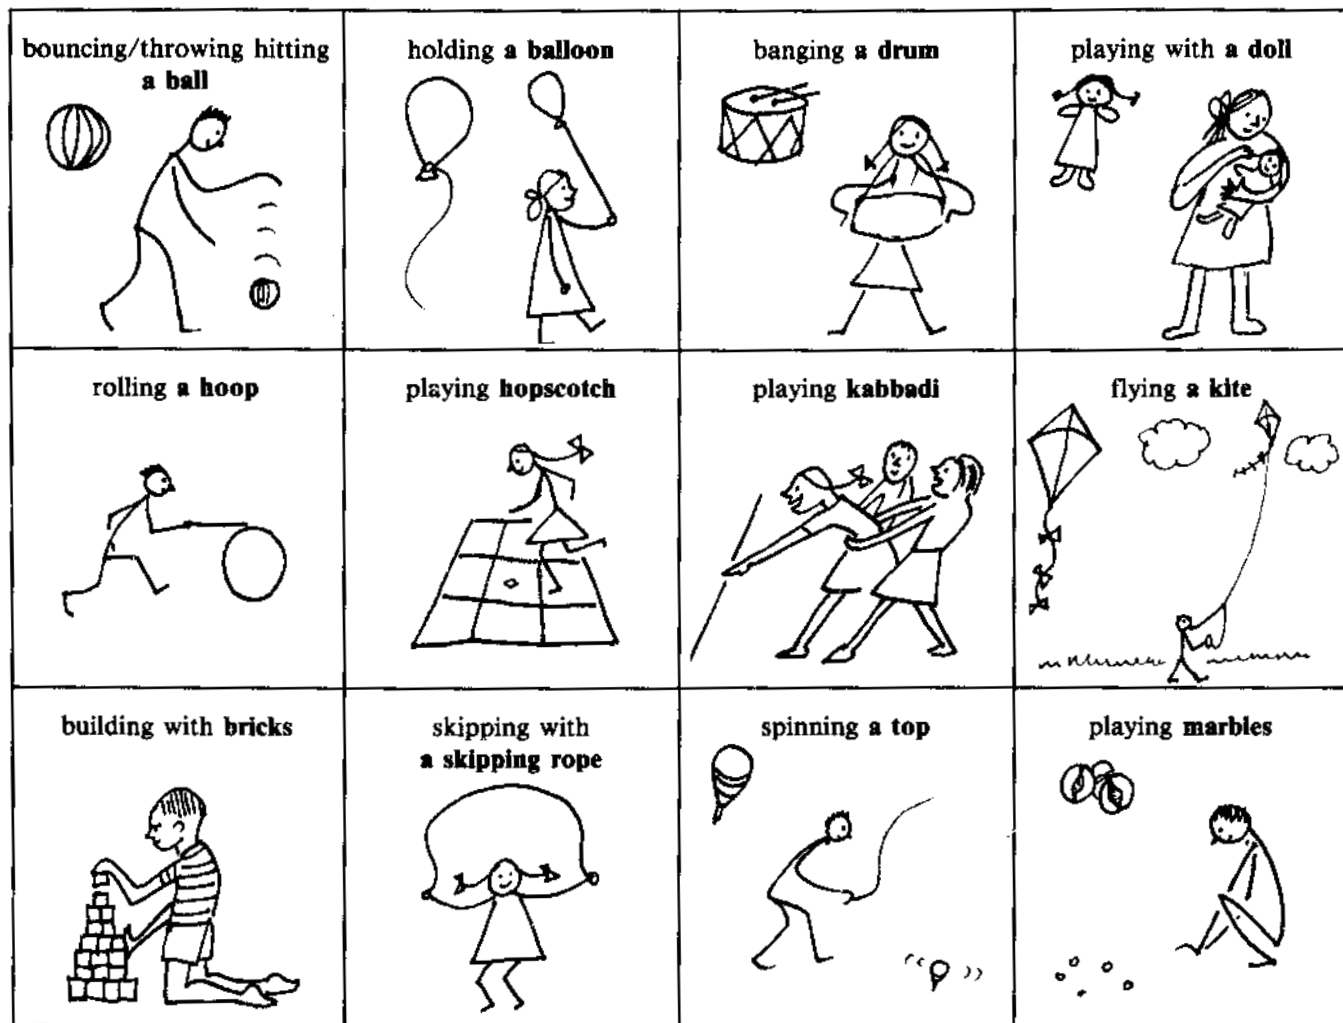 bouncing/throwing hitting
a ball
holding a balloon
banging a drum
playing with a doll
rolling a hoop
playing hopscotch
playing kabbadi
flying a kite
building with bricks
skipping with
a skipping rope
spinning a top
playing marbles